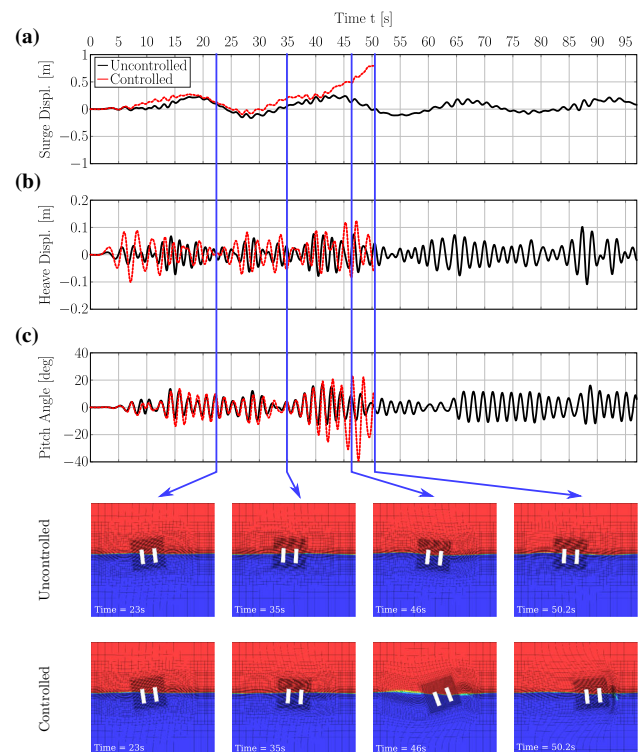 Time t [s]
(a)
0 5 10 15 20 25 30 35 40 45 50 55 60 65 70 75 80 85 90 95
Surge Displ. [m]
1
0.5
0
−0.5
−1
Uncontrolled
Controlled
(b)
Heave Displ. [m]
0.2
0.1
0
−0.1
−0.2
(c)
Pitch Angle [deg]
40
20
0
−20
−40
Uncontrolled
Time = 23s
Time = 35s
Time = 46s
Time = 50.2s
Controlled
Time = 23s
Time = 35s
Time = 46s
Time = 50.2s